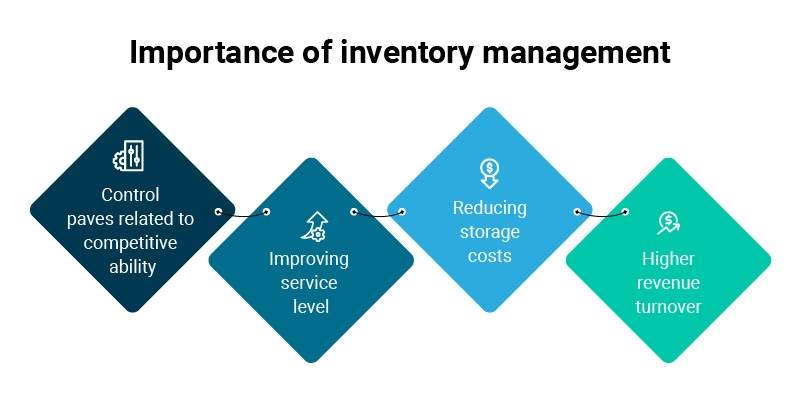 Importance of inventory management
Control
paves related to
competitive
ability
Improving
service
level
Reducing
storage
costs
Higher
revenue
turnover